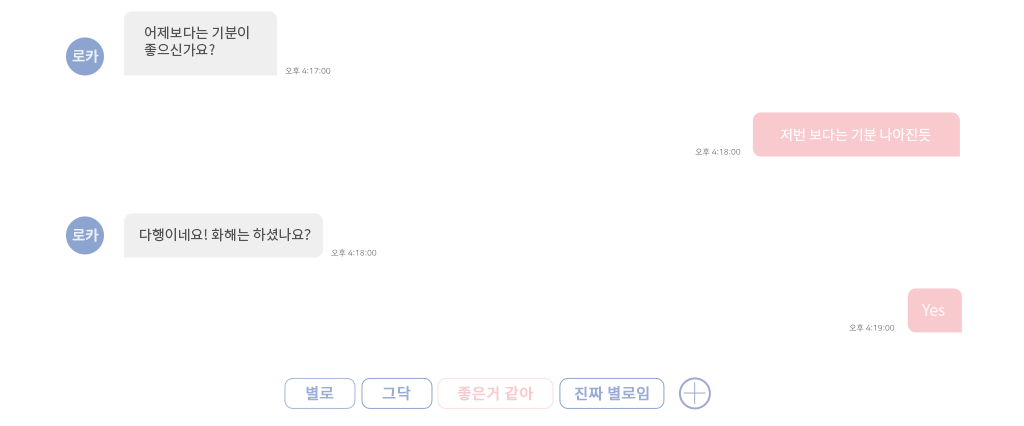 로카
어제보다는 기분이
좋으신가요?
오후 4:17:00
저번 보다는 기분 나아진듯
오후 4:18:00
로카
다행이네요! 화해는 하셨나요?
오후 4:18:00
Yes
오후 4:19:00
별로
그닥
좋은거 같아
진짜 별로임